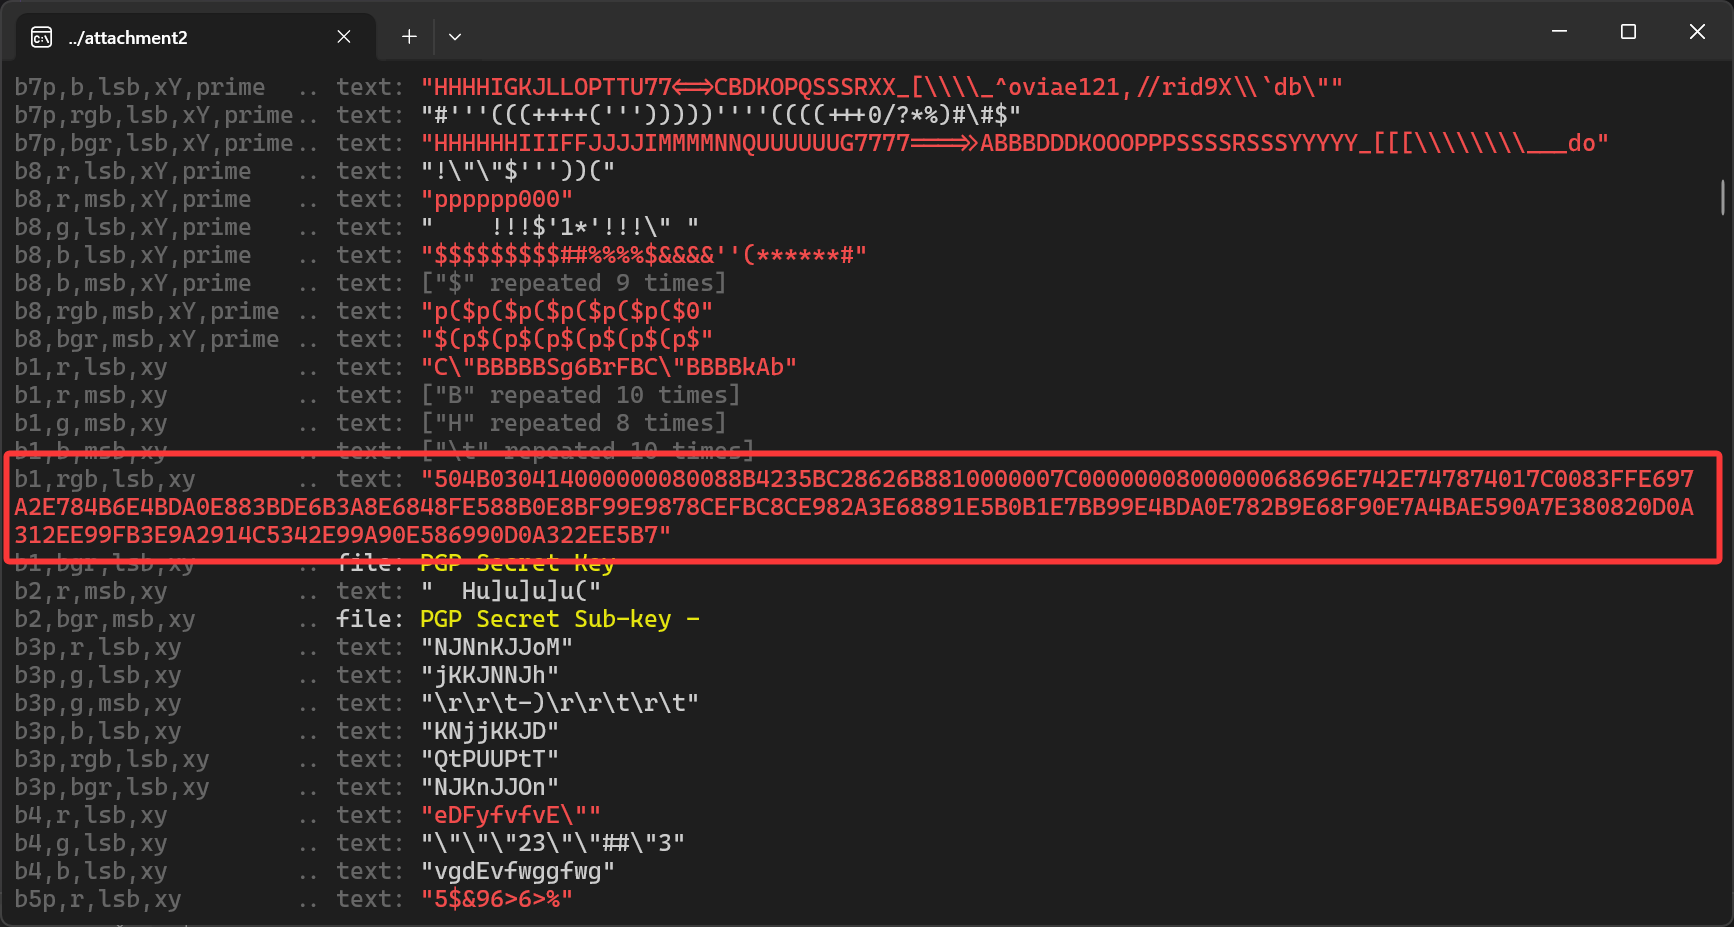 ../attachment2
b7p,b,lsb,xY,prime .. text: "HHHHIGKJLLOPTTU77<=>CBDKOPQSSSRXX_[\\\\_^oviae121,//rid9X\\`db\""
b7p,rgb,lsb,xY,prime.. text: "#'''(((++++(''')))))''''((((+++0/?*%)#\#$"
b7p,bgr,lsb,xY,prime.. text: "HHHHHHIIIFFJJJJIMMMMNNQUUUUUUG7777====>>ABBBDDDKOOOPPPSSSSRSSSYYYYY_[[[\\\\\\\\___do"
b8,r,lsb,xY,prime .. text: "!\"\"$'''))("
b8,r,msb,xY,prime .. text: "pppppp000"
b8,g,lsb,xY,prime .. text: "    !!!$'1*'!!!\" "
b8,b,lsb,xY,prime .. text: "$$$$$$$$$##%%%%$&&&&''(******#"
b8,b,msb,xY,prime .. text: ["$" repeated 9 times]
b8,rgb,msb,xY,prime .. text: "p($p($p($p($p($p($0"
b8,bgr,msb,xY,prime .. text: "$(p$(p$(p$(p$(p$(p$"
b1,r,lsb,xy .. text: "C\"BBBBBSg6BrFBC\"BBBBkAb"
b1,r,msb,xy .. text: ["B" repeated 10 times]
b1,g,msb,xy .. text: ["H" repeated 8 times]
b1,b,msb,xy .. text: ["\t" repeated 10 times]
b1,rgb,lsb,xy .. text: "504B030414000000080088B4235BC28626B8810000007C0000000800000068696E742E747874017C0083FFE697
A2E784B6E4BDA0E883BDE6B3A8E6848FE588B0E8BF99E9878CEFBC8CE982A3E68891E5B0B1E7BB99E4BDA0E782B9E68F90E7A4BAE590A7E380820D0A
312EE99FB3E9A2914C5342E99A90E586990D0A322EE5B7"
b1,bgr,lsb,xy .. file: PGP Secret Key
b2,r,msb,xy .. text: "  Hu]u]u]u("
b2,bgr,msb,xy .. file: PGP Secret Sub-key -
b3p,r,lsb,xy .. text: "NJNnKJJoM"
b3p,g,lsb,xy .. text: "jKKJNNJh"
b3p,g,msb,xy .. text: "\r\r\t-)\r\r\t\r\t"
b3p,b,lsb,xy .. text: "KNjjKKJD"
b3p,rgb,lsb,xy .. text: "QtPUUPtT"
b3p,bgr,lsb,xy .. text: "NJKnJJOn"
b4,r,lsb,xy .. text: "eDFyfvfvE\""
b4,g,lsb,xy .. text: "\"\"\"23\"\"##\"3"
b4,b,lsb,xy .. text: "vgdEvfwggfwg"
b5p,r,lsb,xy .. text: "5$&96>6>%"